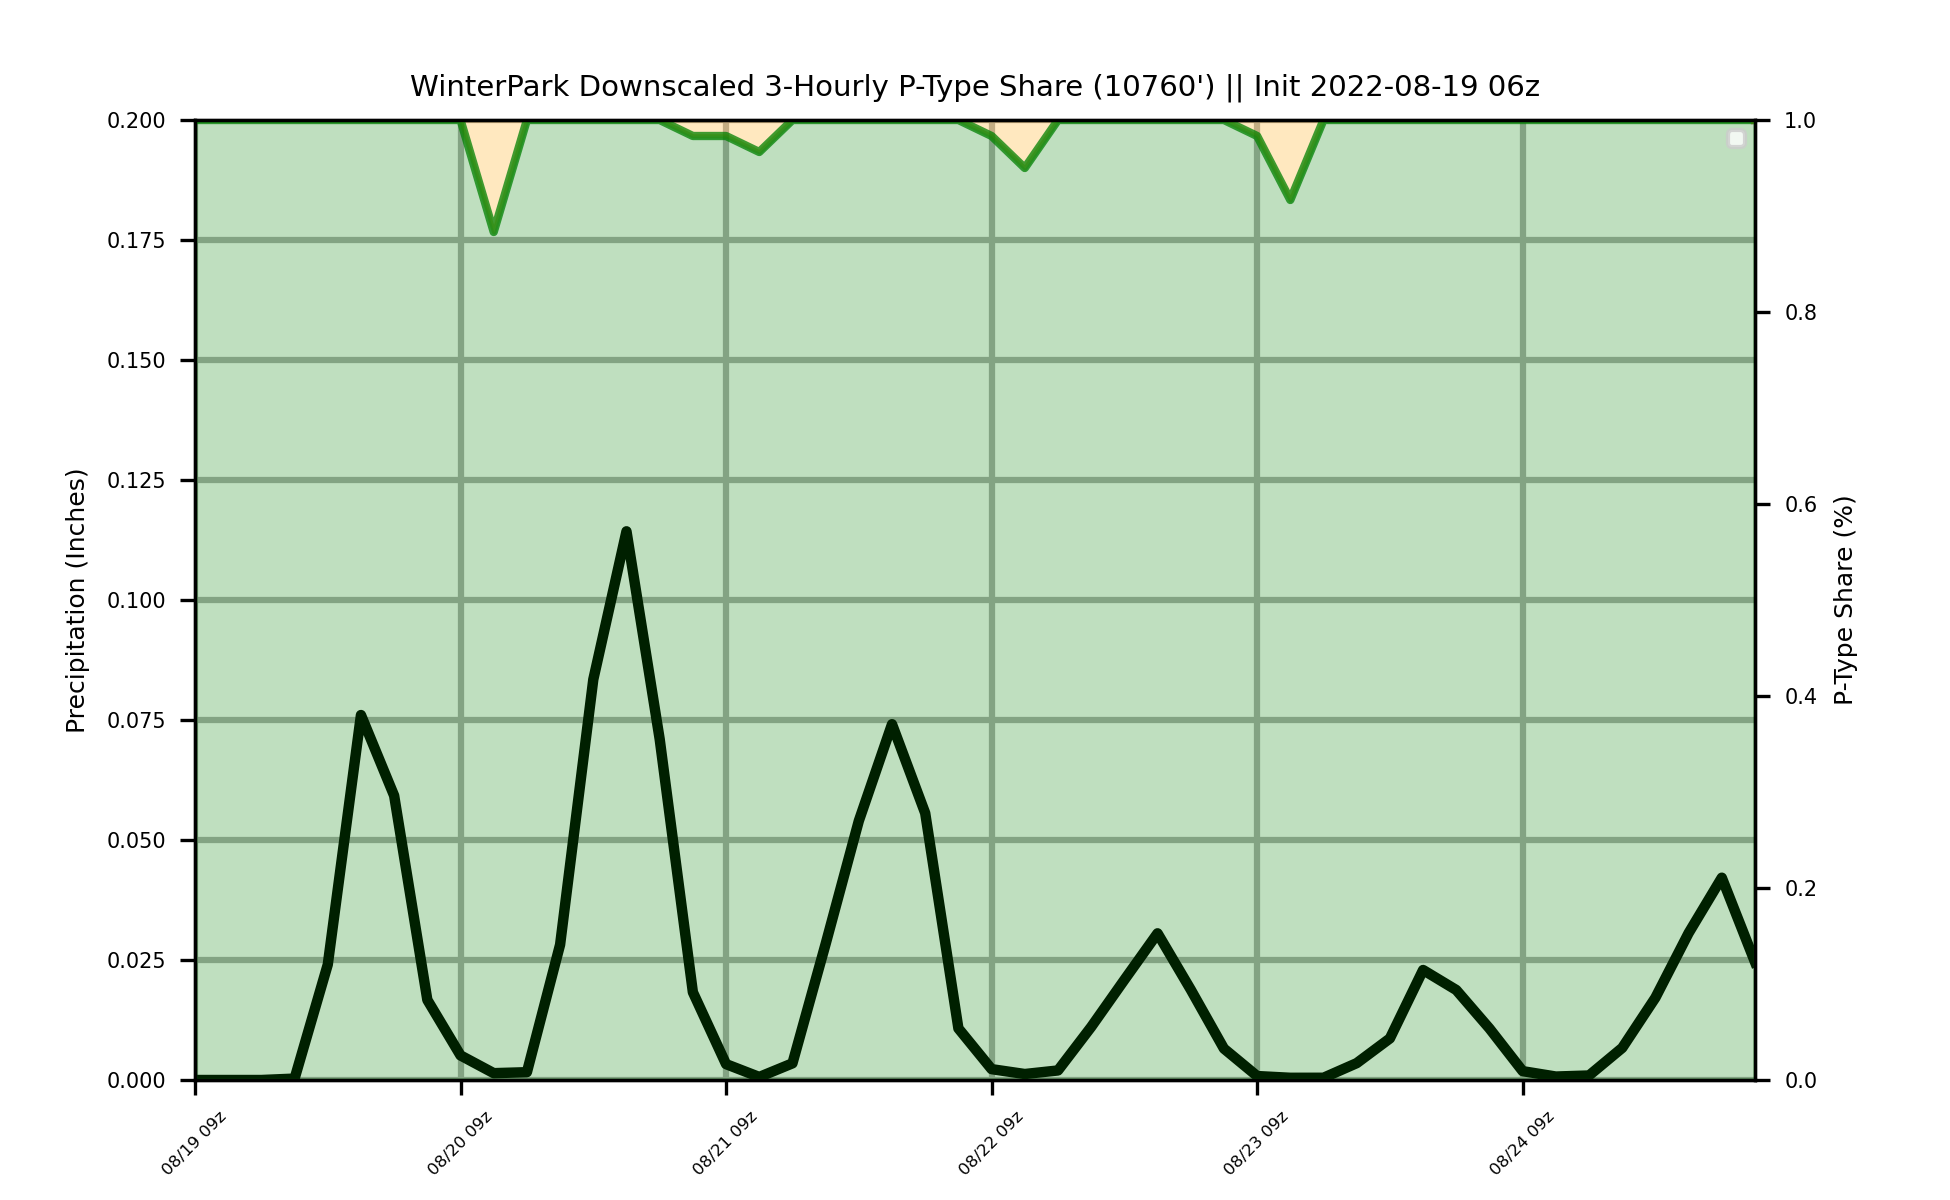 WinterPark Downscaled 3-Hourly P-Type Share (10760') || Init 2022-08-19 06z
0.200
0.175
0.150
0.125
0.100
0.075
0.050
0.025
0.000
Precipitation (Inches)
1.0
0.8
0.6
0.4
0.2
0.0
P-Type Share (%)
08/19 09z
08/20 09z
08/21 09z
08/22 09z
08/23 09z
08/24 09z